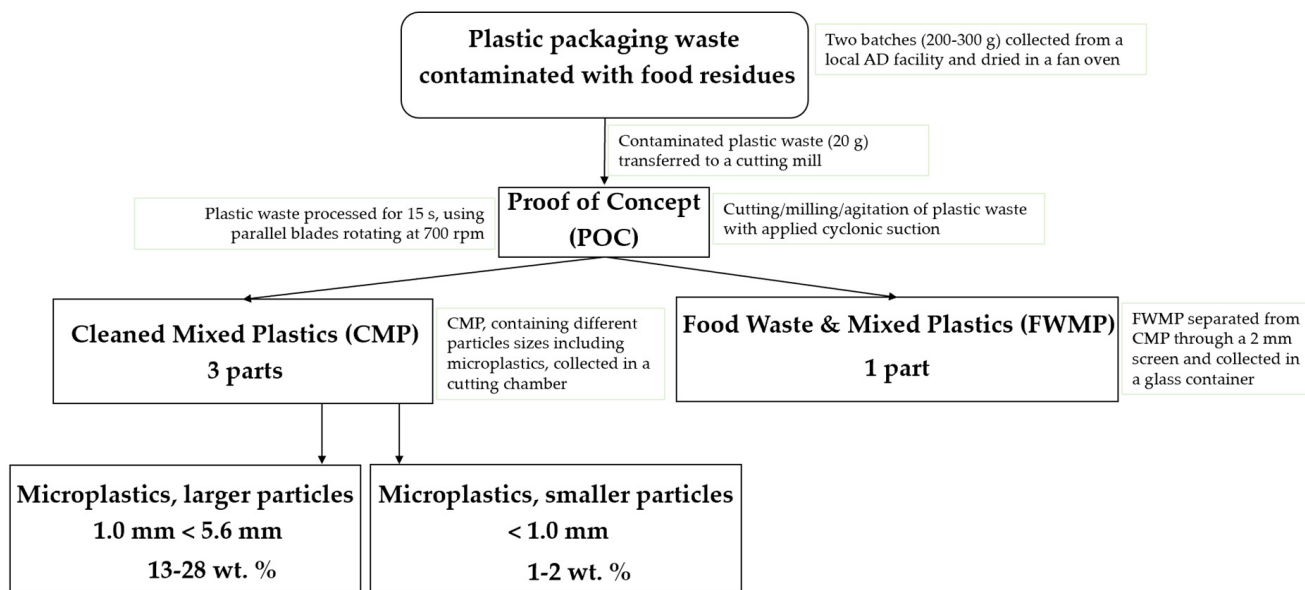 Plastic packaging waste
contaminated with food residues
Two batches (200-300 g) collected from a
local AD facility and dried in a fan oven
Contaminated plastic waste (20 g)
transferred to a cutting mill
Plastic waste processed for 15 s, using
parallel blades rotating at 700 rpm
Proof of Concept
(POC)
Cutting/milling/agitation of plastic waste
with applied cyclonic suction
Cleaned Mixed Plastics (CMP)
3 parts
CMP, containing different
particles sizes including
microplastics, collected in a
cutting chamber
Food Waste & Mixed Plastics (FWMP)
1 part
FWMP separated from
CMP through a 2 mm
screen and collected in
a glass container
Microplastics, larger particles
1.0 mm < 5.6 mm
13-28 wt. %
Microplastics, smaller particles
< 1.0 mm
1-2 wt. %